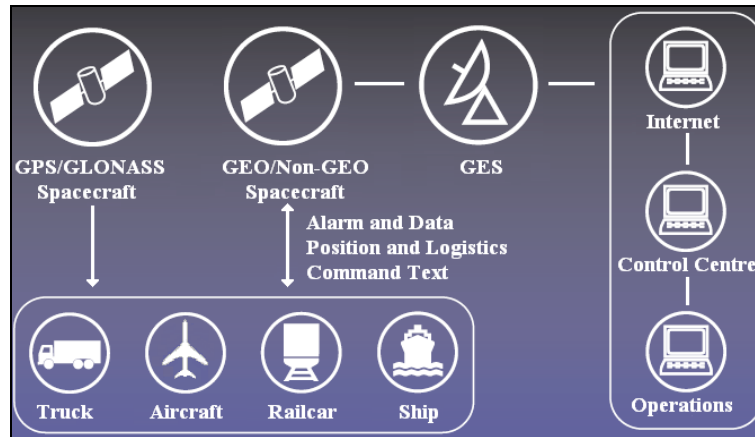 GPS/GLONASS
Spacecraft
GEO/Non-GEO
Spacecraft
GES
Internet
Alarm and Data
Position and Logistics
Command Text
Control Centre
Truck
Aircraft
Railcar
Ship
Operations